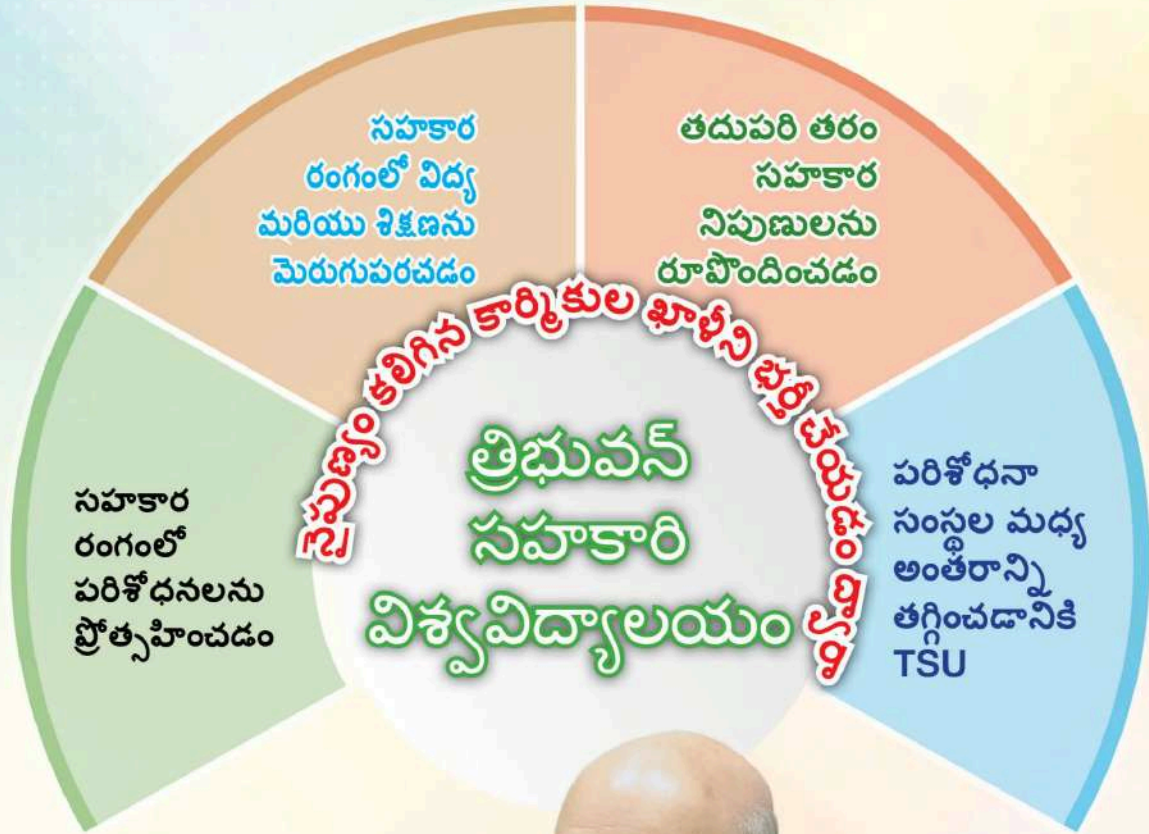 సహకార
రంగంలో విద్య
మరియు శిక్షణను
మెరుగుపరచడం
తదుపరి తరం
సహకార
నిపుణులను
రూపొందించడం
నైపుణ్యం కలిగిన కార్మికుల ఖాళీని భర్తీ చేయడం ద్వారా
త్రిభువన్
సహకారి
విశ్వవిద్యాలయం
సహకార
రంగంలో
పరిశోధనలను
ప్రోత్సహించడం
పరిశోధనా
సంస్థల మధ్య
అంతరాన్ని
తగ్గించడానికి
TSU